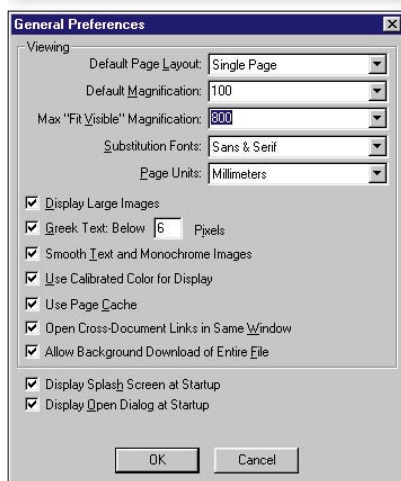 General Preferences
Viewing
Default Page Layout: Single Page
Default Magnification: 100
Max "Fit Visible" Magnification: 800
Substitution Fonts: Sans & Serif
Page Units: Millimeters
Display Large Images
Greek Text: Below 6 Pixels
Smooth Text and Monochrome Images
Use Calibrated Color for Display
Use Page Cache
Open Cross-Document Links in Same Window
Allow Background Download of Entire File
Display Splash Screen at Startup
Display Open Dialog at Startup
OK Cancel